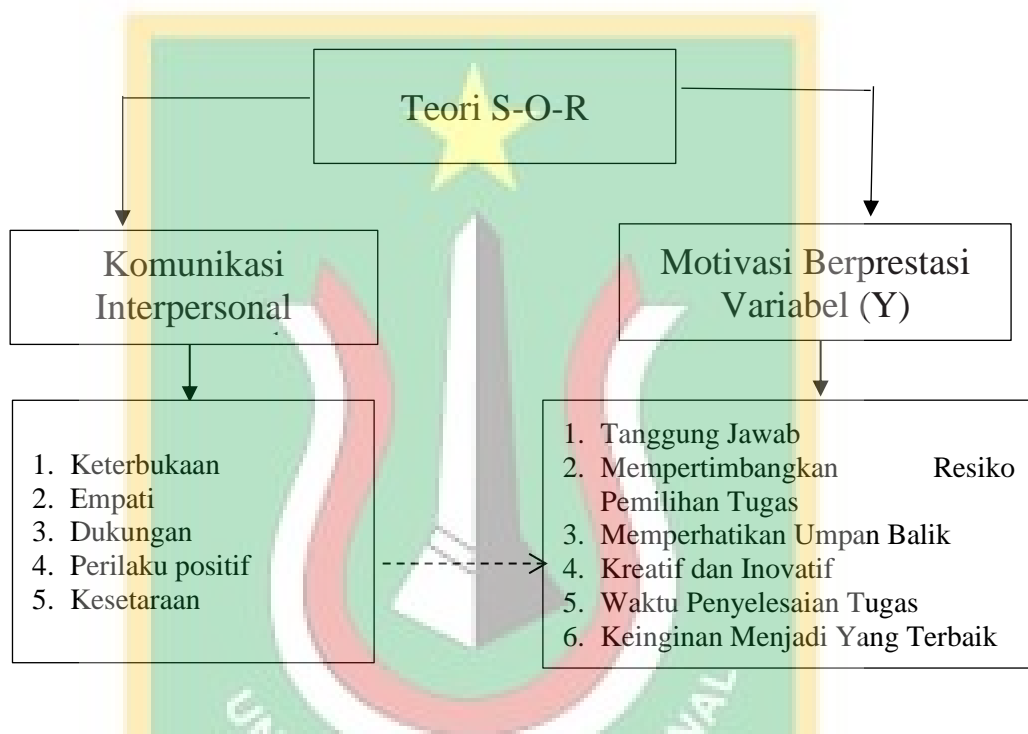 Teori S-O-R
Komunikasi
Interpersonal
Motivasi Berprestasi
Variabel (Y)
1. Keterbukaan
2. Empati
3. Dukungan
4. Perilaku positif
5. Kesetaraan
1. Tanggung Jawab
2. Mempertimbangkan Resiko
Pemilihan Tugas
3. Memperhatikan Umpan Balik
4. Kreatif dan Inovatif
5. Waktu Penyelesaian Tugas
6. Keinginan Menjadi Yang Terbaik